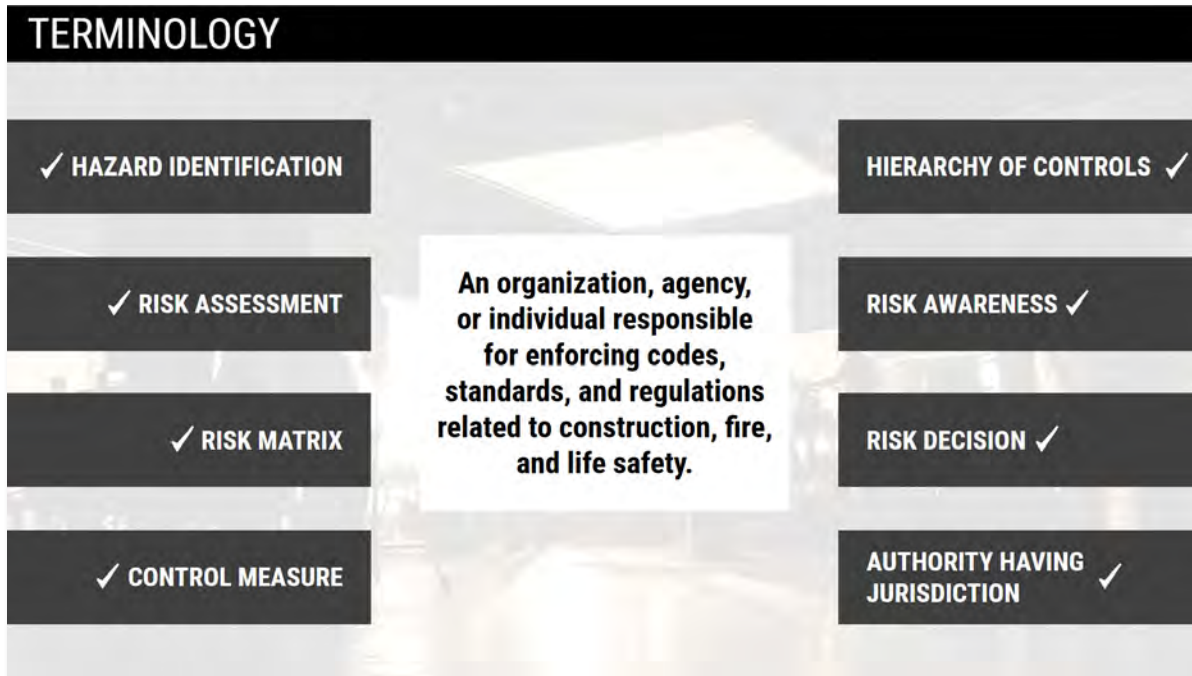 TERMINOLOGY
✓ HAZARD IDENTIFICATION
✓ RISK ASSESSMENT
✓ RISK MATRIX
✓ CONTROL MEASURE
An organization, agency,
or individual responsible
for enforcing codes,
standards, and regulations
related to construction, fire,
and life safety.
HIERARCHY OF CONTROLS ✓
RISK AWARENESS ✓
RISK DECISION ✓
AUTHORITY HAVING ✓
JURISDICTION